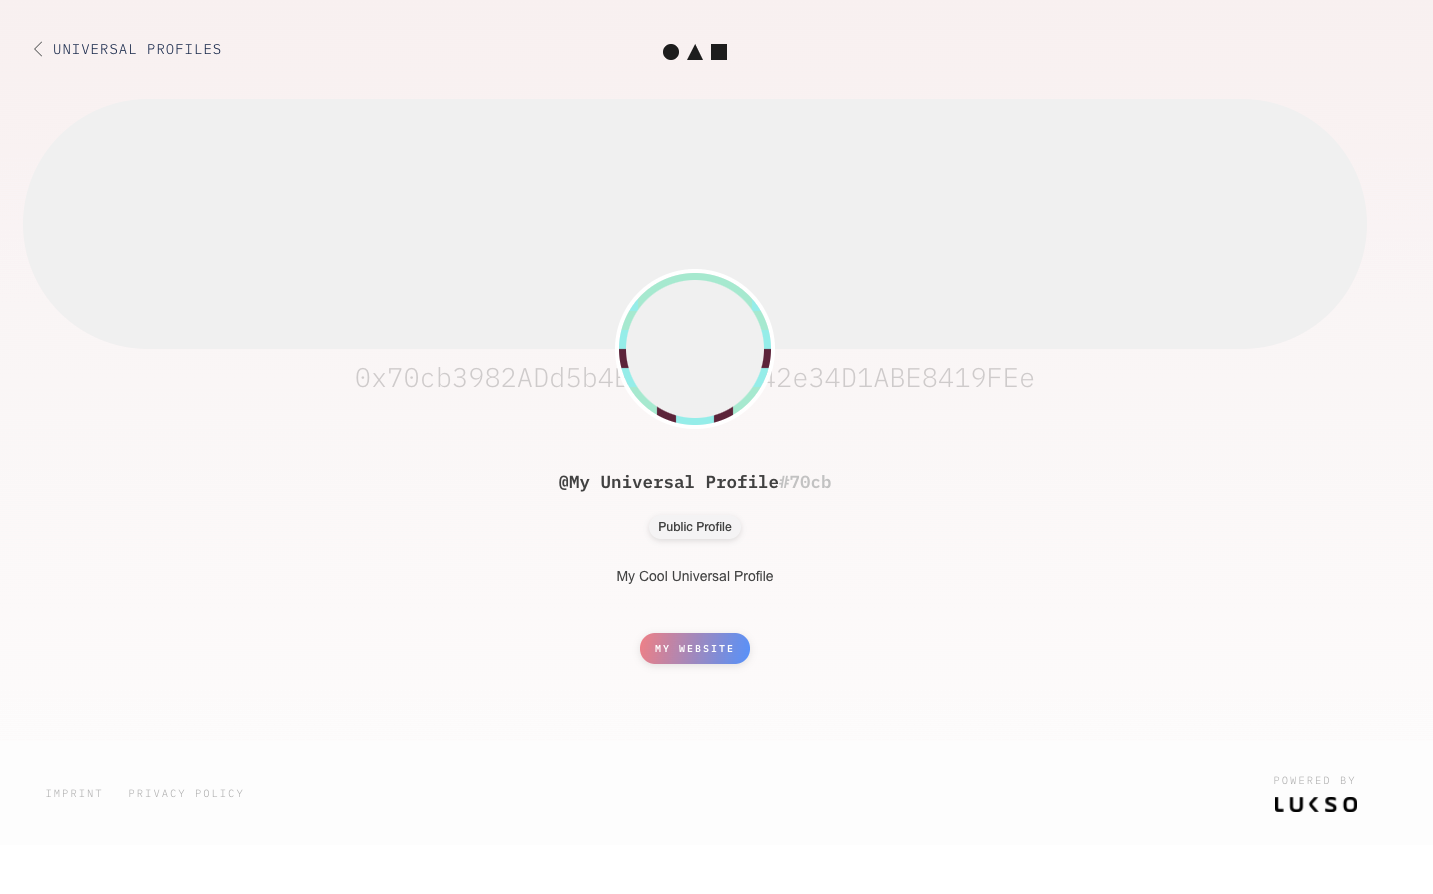 UNIVERSAL PROFILES
0x70cb3982ADd5b4 42e34D1ABE8419FEe
@My Universal Profile#70cb
Public Profile
My Cool Universal Profile
MY WEBSITE
POWERED BY
IMPRINT PRIVACY POLICY
LUKSO